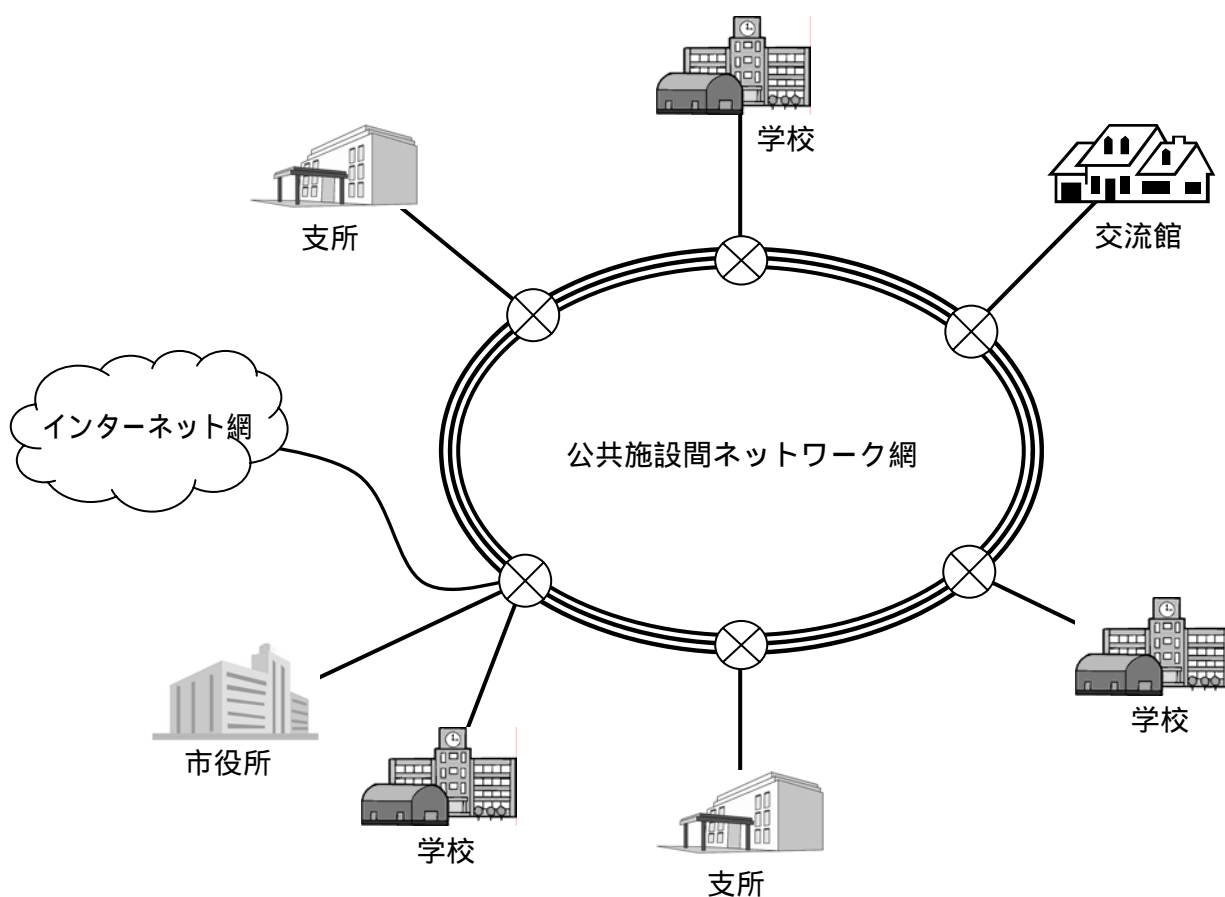 学校
支所
交流館
インターネット網
公共施設間ネットワーク網
学校
市役所
学校
支所